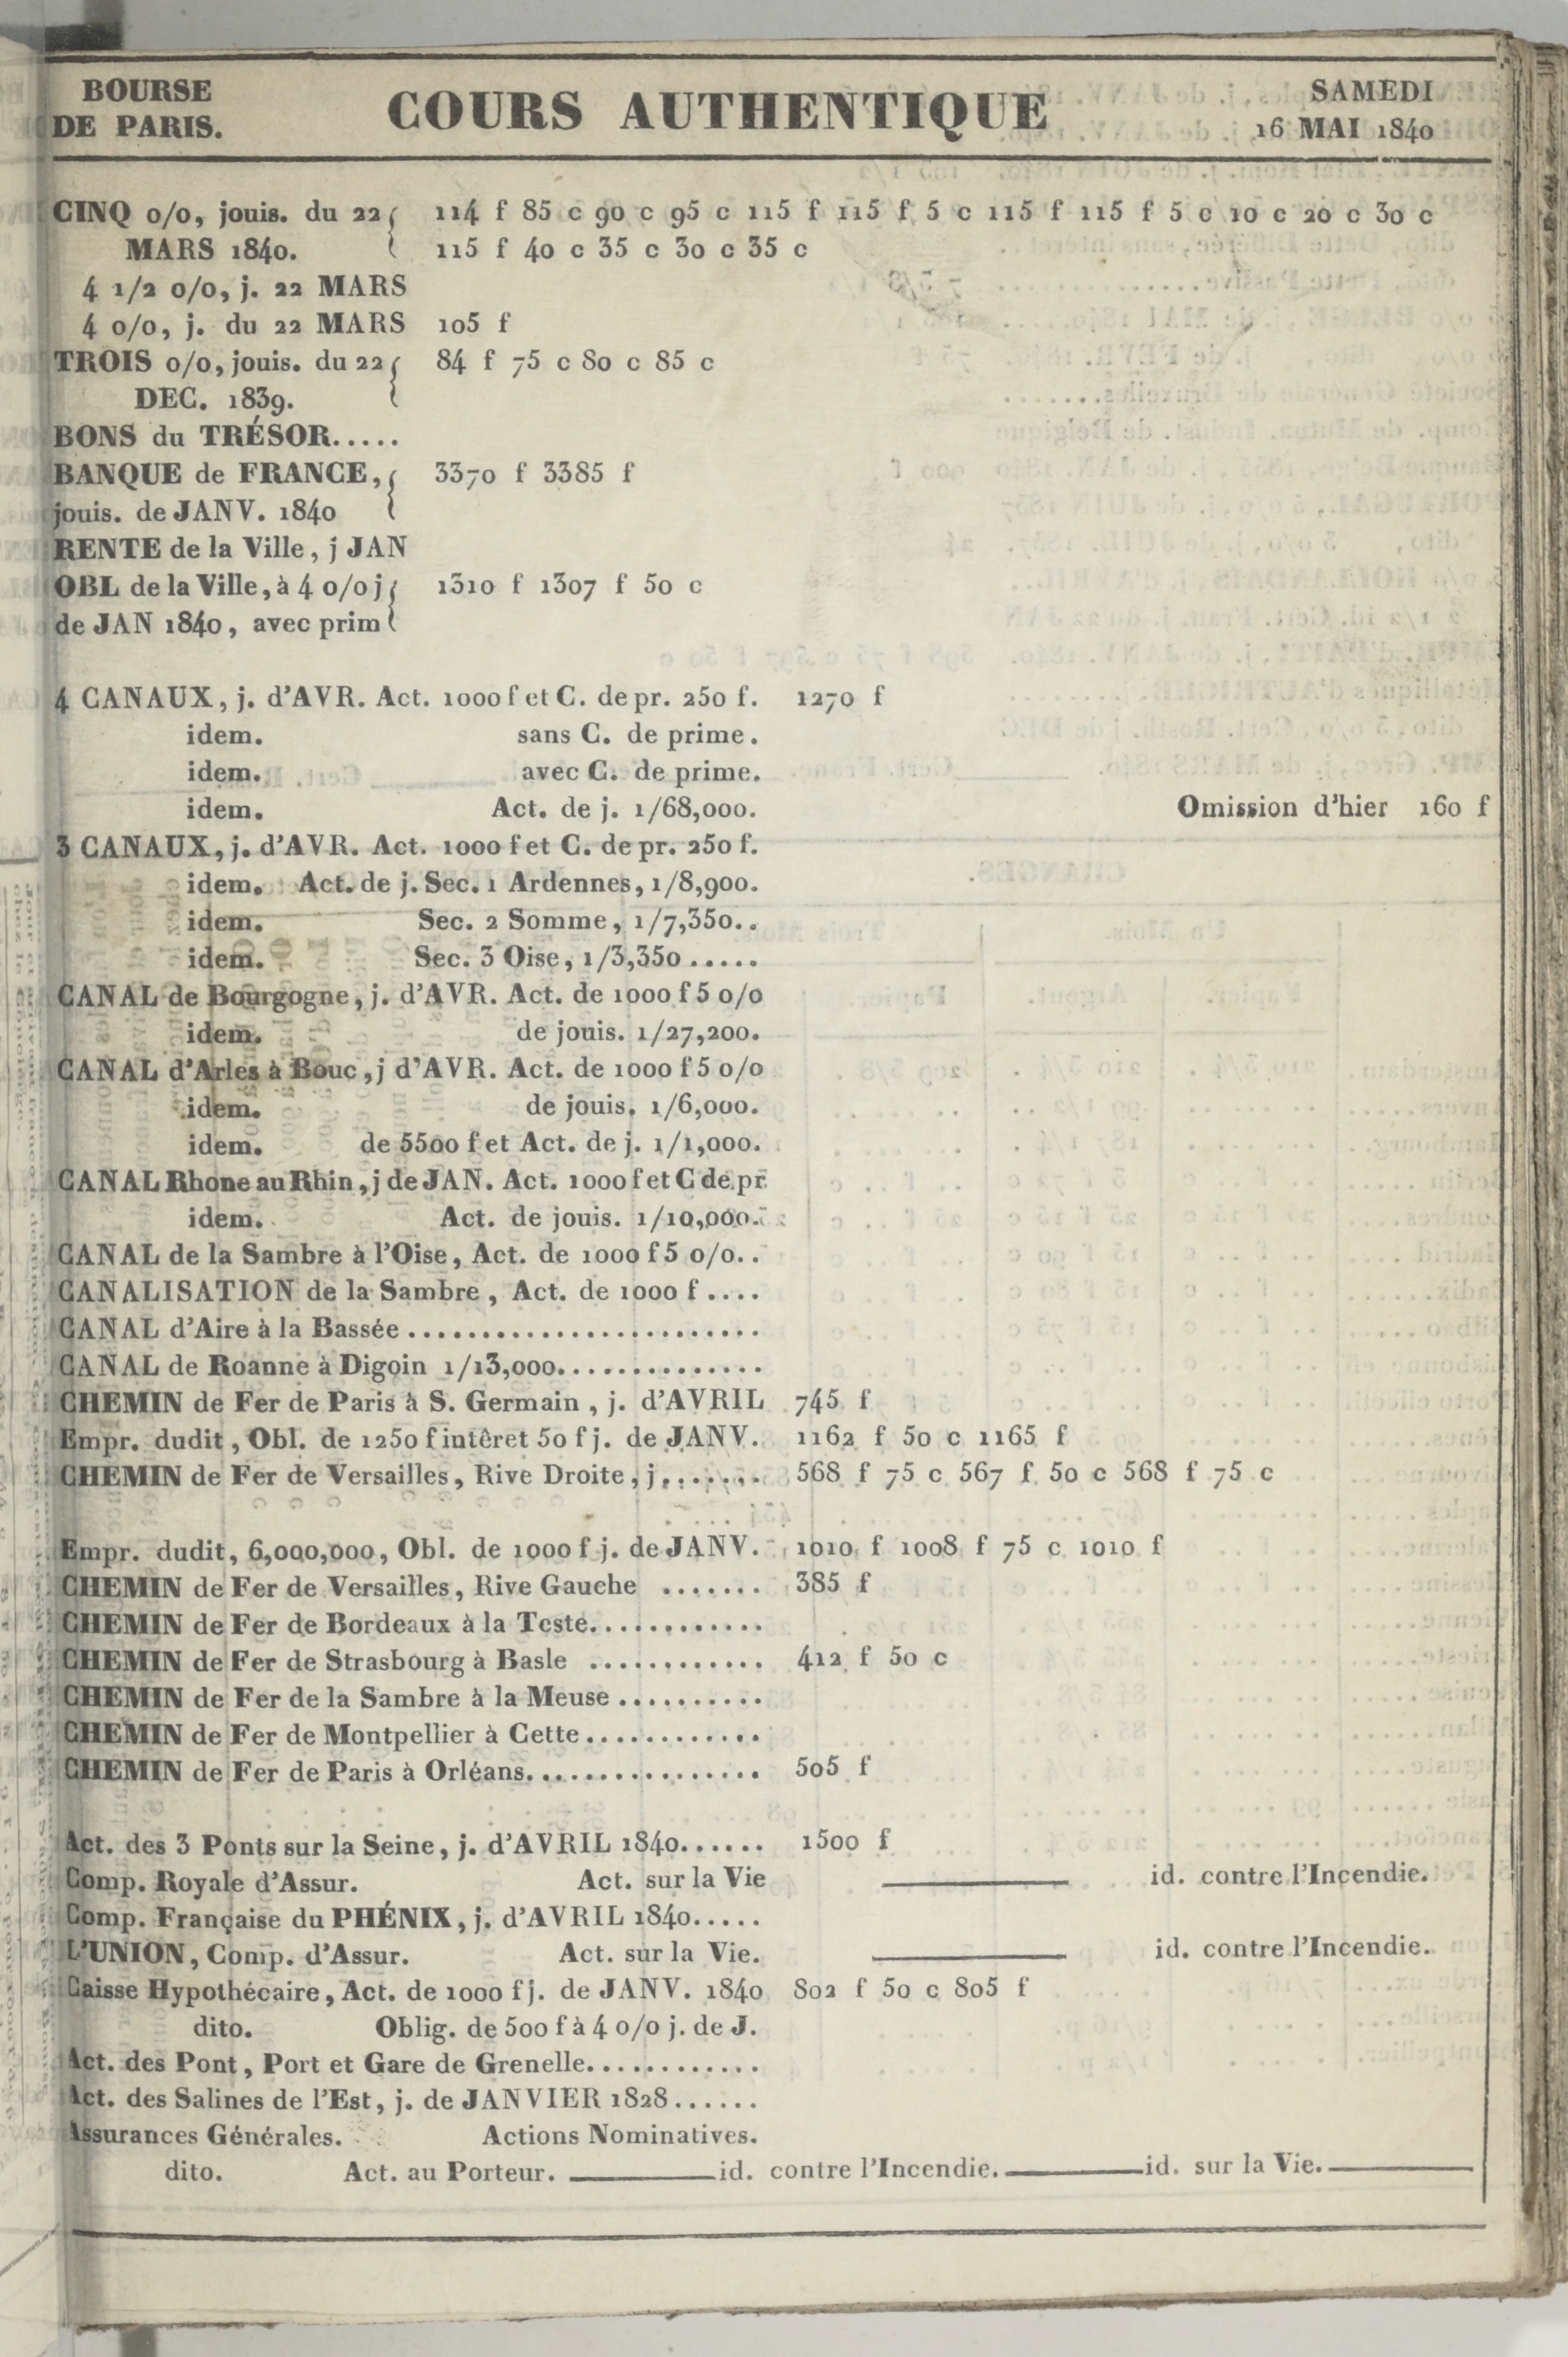 BOURSE
DE PARIS.
COURS AUTHENTIQUE
SAMEDI
16 MAI 1840
CINQ 0/0, jouis. du 22 { 114 f 85 c 90 c 95 c 115 f 115 f 5 c 115 f 115 f 5 c 10 c 20 c 30 c
MARS 1840. 115 f 40 c 35 c 30 c 35 c
4 1/2 0/0, j. 22 MARS
4 0/0, j. du 22 MARS 105 f
TROIS 0/0, jouis. du 22 { 84 f 75 c 80 c 85 c
DEC. 1839.
BONS du TRÉSOR.....
BANQUE de FRANCE, { 3370 f 3385 f
jouis. de JANV. 1840
RENTE de la Ville, j JAN
OBL de la Ville, à 4 0/0 j { 1310 f 1307 f 50 c
de JAN 1840, avec prim
4 CANAUX, j. d'AVR. Act. 1000 f et C. de pr. 250 f. 1270 f
idem. sans C. de prime.
idem. avec C. de prime.
idem. Act. de j. 1/68,000. Omission d'hier 160 f
3 CANAUX, j. d'AVR. Act. 1000 f et C. de pr. 250 f.
idem. Act. de j. Sec. 1 Ardennes, 1/8,900.
idem. Sec. 2 Somme, 1/7,350..
idem. Sec. 3 Oise, 1/3,350.....
CANAL de Bourgogne, j. d'AVR. Act. de 1000 f 5 0/0
idem. de jouis. 1/27,200.
CANAL d'Arles à Bouc, j d'AVR. Act. de 1000 f 5 0/0
idem. de jouis. 1/6,000.
idem. de 5500 f et Act. de j. 1/1,000.
CANAL Rhone au Rhin, j de JAN. Act. 1000 f et C de pr
idem. Act. de jouis. 1/10,000.
CANAL de la Sambre à l'Oise, Act. de 1000 f 5 0/0..
CANALISATION de la Sambre, Act. de 1000 f....
CANAL d'Aire à la Bassée........................
CANAL de Roanne à Digoin 1/13,000..............
CHEMIN de Fer de Paris à S. Germain, j. d'AVRIL 745 f
Empr. dudit, Obl. de 1250 f intêret 50 f j. de JANV. 1162 f 50 c 1165 f
CHEMIN de Fer de Versailles, Rive Droite, j....... 568 f 75 c 567 f 50 c 568 f 75 c
Empr. dudit, 6,000,000, Obl. de 1000 f j. de JANV. 1010 f 1008 f 75 c 1010 f
CHEMIN de Fer de Versailles, Rive Gauche ....... 385 f
CHEMIN de Fer de Bordeaux à la Teste............
CHEMIN de Fer de Strasbourg à Basle ............ 412 f 50 c
CHEMIN de Fer de la Sambre à la Meuse..........
CHEMIN de Fer de Montpellier à Cette............
CHEMIN de Fer de Paris à Orléans................ 505 f
Act. des 3 Ponts sur la Seine, j. d'AVRIL 1840...... 1500 f
Comp. Royale d'Assur. Act. sur la Vie id. contre l'Incendie.
Comp. Française du PHÉNIX, j. d'AVRIL 1840.....
L'UNION, Comp. d'Assur. Act. sur la Vie. id. contre l'Incendie.
Caisse Hypothécaire, Act. de 1000 f j. de JANV. 1840 802 f 50 c 805 f
dito. Oblig. de 500 f à 4 0/0 j. de J.
Act. des Pont, Port et Gare de Grenelle............
Act. des Salines de l'Est, j. de JANVIER 1828......
Assurances Générales. Actions Nominatives.
dito. Act. au Porteur. id. contre l'Incendie. id. sur la Vie.